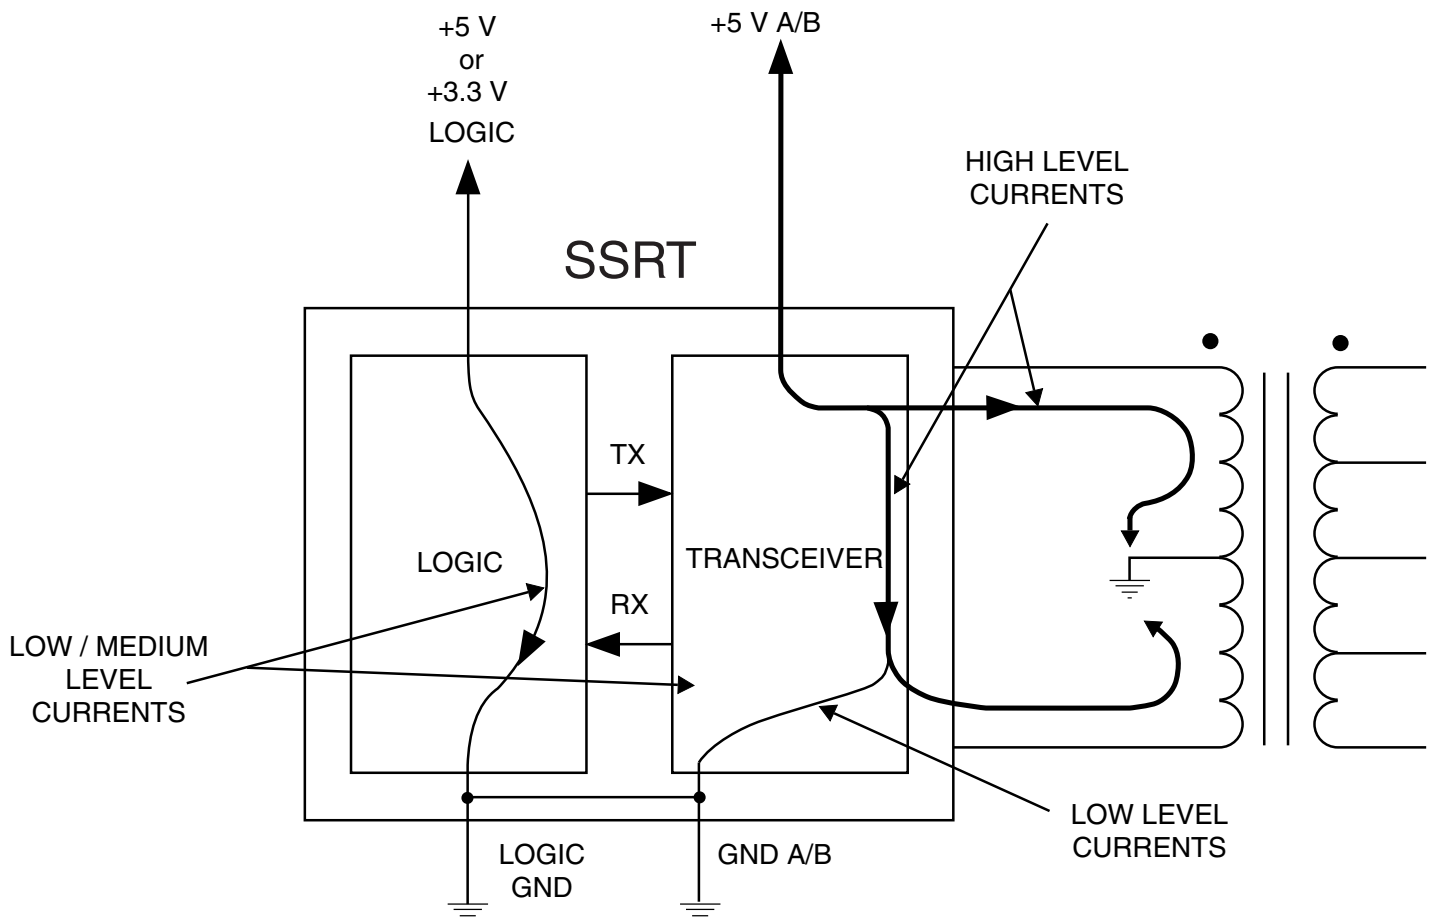 +5 V
or
+3.3 V
LOGIC
+5 V A/B
HIGH LEVEL
CURRENTS
SSRT
TX
LOGIC
TRANSCEIVER
RX
LOW / MEDIUM
LEVEL
CURRENTS
LOW LEVEL
CURRENTS
LOGIC
GND
GND A/B